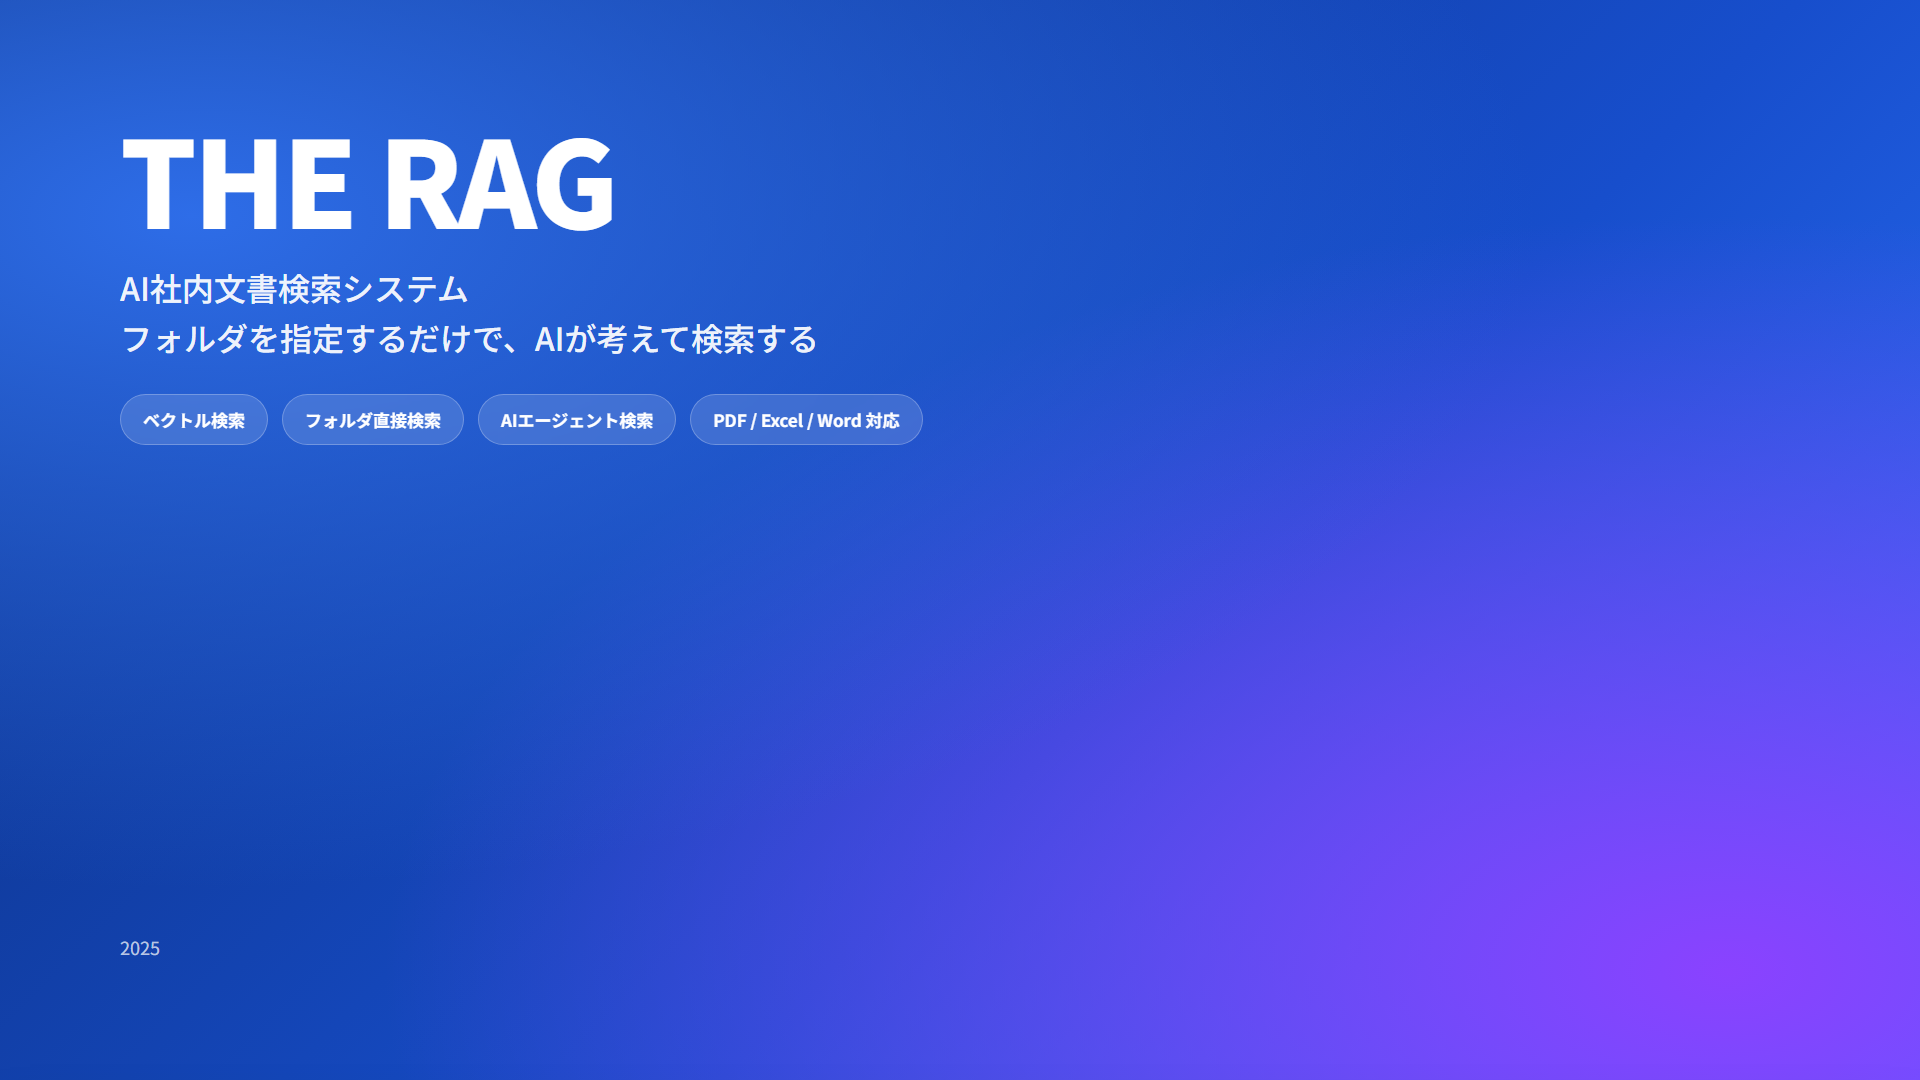 THE RAG
AI社内文書検索システム
フォルダを指定するだけで、AIが考えて検索する
ベクトル検索 フォルダ直接検索 AIエージェント検索 PDF / Excel / Word 対応
2025